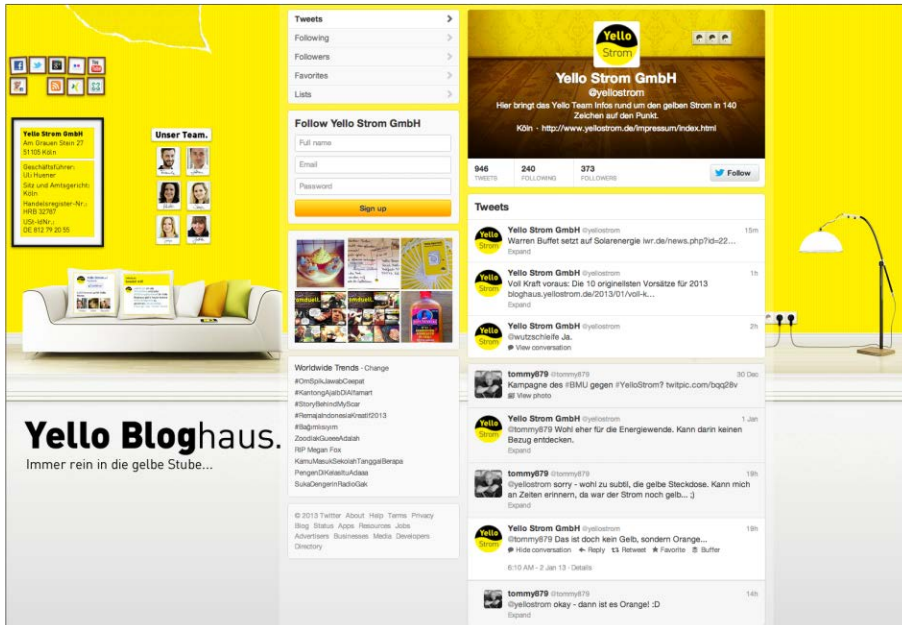 Yello Strom GmbH
Am Grauen Stein 27
51105 Köln
Geschäftsführer:
Uli Huener
Sitz und Amtsgericht:
Köln
Handelsregister-Nr.:
HRB 32787
USt-IdNr.:
DE 812 79 20 55
Unser Team.
Yello Bloghaus.
Immer rein in die gelbe Stube...
Tweets
Following
Followers
Favorites
Lists
Follow Yello Strom GmbH
Full name
Email
Password
Sign up
Worldwide Trends · Change
#OmSpikJawabCeepat
#KantongAjaibDiAlfamart
#StoryBehindMyScar
#RemajaIndonesiaKreatif2013
#Bağımlısıyım
ZoodiakGueeeAdalah
RIP Megan Fox
KamuMasukSekolahTanggalBerapa
PengenDiKelasItuAdaaa
SukaDengerinRadioGak
© 2013 Twitter About Help Terms Privacy
Blog Status Apps Resources Jobs
Advertisers Businesses Media Developers
Directory
Yello
Strom
Yello Strom GmbH
@yellostrom
Hier bringt das Yello Team Infos rund um den gelben Strom in 140
Zeichen auf den Punkt.
Köln · http://www.yellostrom.de/impressum/index.html
946 TWEETS
240 FOLLOWING
373 FOLLOWERS
Follow
Tweets
Yello Strom GmbH @yellostrom 15m
Warren Buffet setzt auf Solarenergie iwr.de/news.php?id=22...
Expand
Yello Strom GmbH @yellostrom 1h
Voll Kraft voraus: Die 10 originellsten Vorsätze für 2013
bloghaus.yellostrom.de/2013/01/voll-k...
Expand
Yello Strom GmbH @yellostrom 2h
@wutzschleife Ja.
View conversation
tommy679 @tommy679 30 Dec
Kampagne des #BMU gegen #YelloStrom? twitpic.com/bqq28v
View photo
Yello Strom GmbH @yellostrom 1 Jan
@tommy679 Wohl eher für die Energiewende. Kann darin keinen
Bezug entdecken.
Expand
tommy679 @tommy679 19h
@yellostrom sorry - wohl zu subtil, die gelbe Steckdose. Kann mich
an Zeiten erinnern, da war der Strom noch gelb... ;)
Expand
Yello Strom GmbH @yellostrom 18h
@tommy679 Das ist doch kein Gelb, sondern Orange...
Hide conversation Reply Retweet Favorite Buffer
6:10 AM - 2 Jan 13 · Details
tommy679 @tommy679 14h
@yellostrom okay - dann ist es Orange! :D
Expand